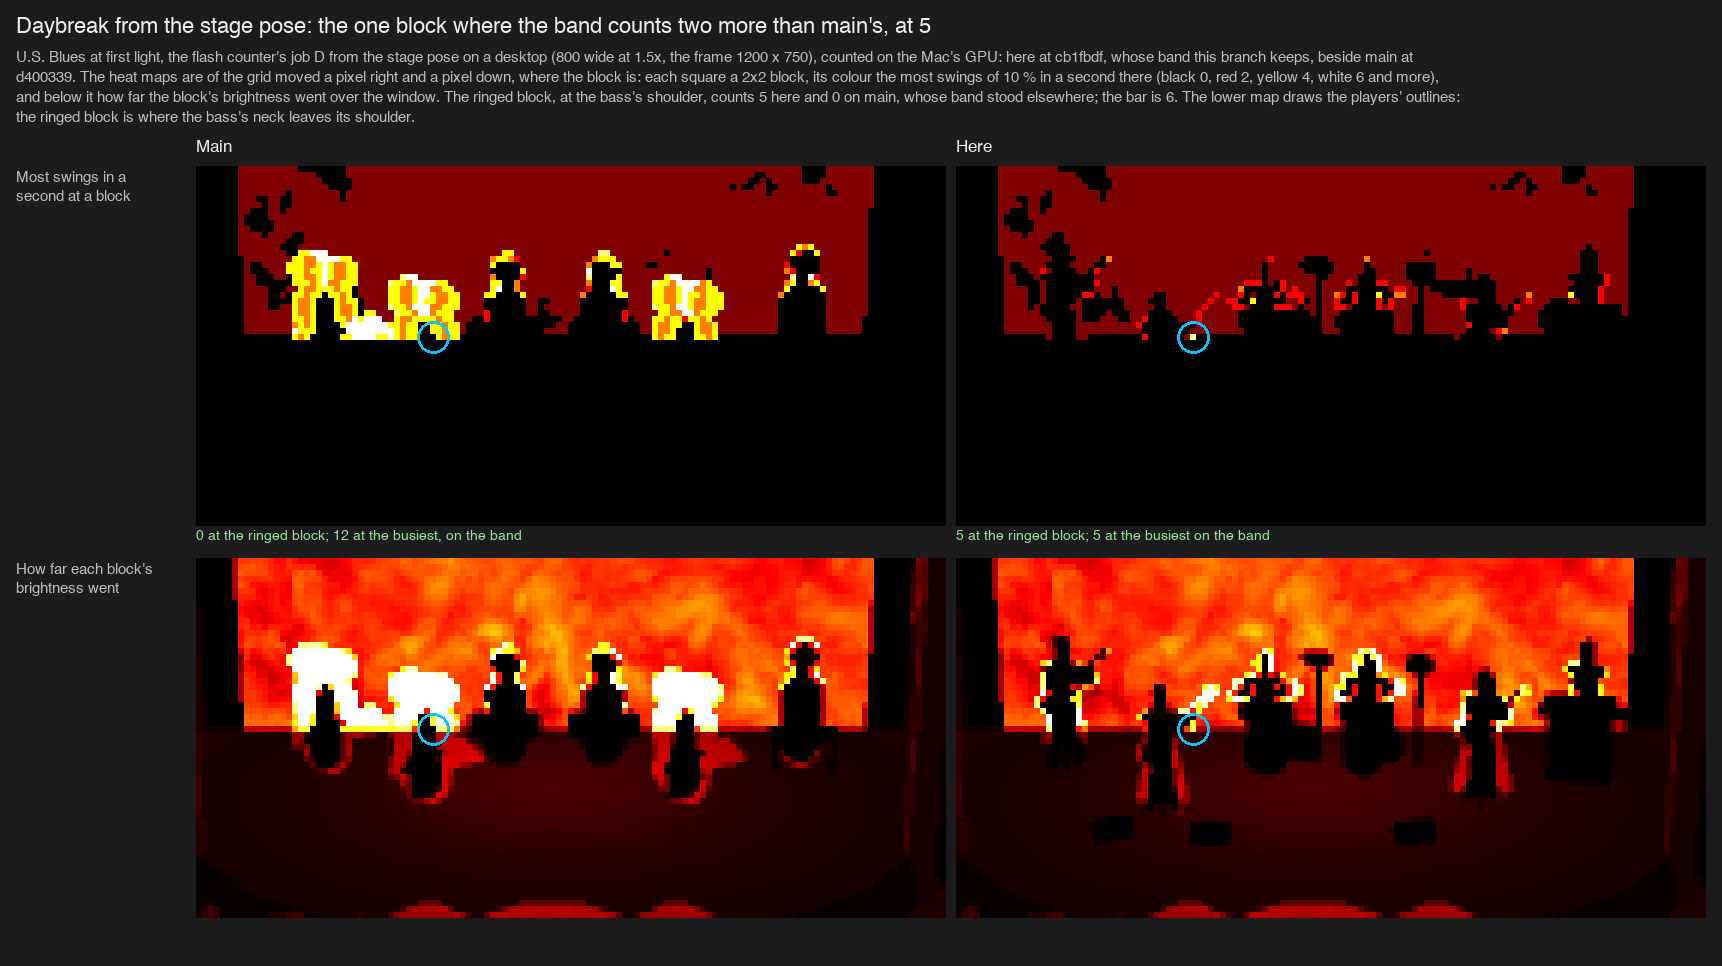 Daybreak from the stage pose: the one block where the band counts two more than main's, at 5
U.S. Blues at first light, the flash counter's job D from the stage pose on a desktop (800 wide at 1.5x, the frame 1200 x 750), counted on the Mac's GPU: here at cb1fbdf, whose band this branch keeps, beside main at
d400339. The heat maps are of the grid moved a pixel right and a pixel down, where the block is: each square a 2x2 block, its colour the most swings of 10 % in a second there (black 0, red 2, yellow 4, white 6 and more),
and below it how far the block's brightness went over the window. The ringed block, at the bass's shoulder, counts 5 here and 0 on main, whose band stood elsewhere; the bar is 6. The lower map draws the players' outlines:
the ringed block is where the bass's neck leaves its shoulder.
Main
Here
Most swings in a
second at a block
0 at the ringed block; 12 at the busiest, on the band
5 at the ringed block; 5 at the busiest on the band
How far each block's
brightness went